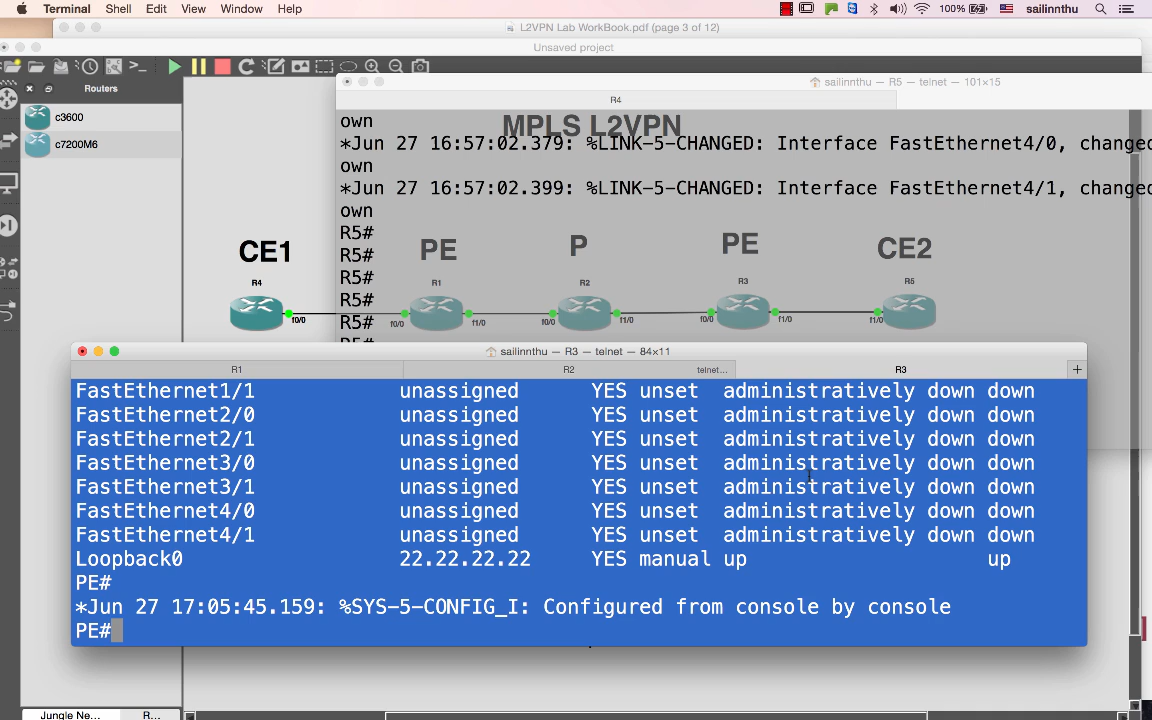 Terminal Shell Edit View Window Help 100% sailinnthu
L2VPN Lab WorkBook.pdf (page 3 of 12)
Unsaved project
Routers
c3600
c7200M6
sailinnthu — R5 — telnet — 101×15
R4
own
MPLS L2VPN
*Jun 27 16:57:02.379: %LINK-5-CHANGED: Interface FastEthernet4/0, changed
own
*Jun 27 16:57:02.399: %LINK-5-CHANGED: Interface FastEthernet4/1, changed
own
R5#
R5#
R5#
R5#
R5#
CE1 PE P PE CE2
R4 R1 R2 R3 R5
f0/0 f0/0 f1/0 f0/0 f1/0 f0/0 f1/0 f1/0
sailinnthu — R3 — telnet — 84×11
R1 R2 telnet... R3 +
FastEthernet1/1 unassigned YES unset administratively down down
FastEthernet2/0 unassigned YES unset administratively down down
FastEthernet2/1 unassigned YES unset administratively down down
FastEthernet3/0 unassigned YES unset administratively down down
FastEthernet3/1 unassigned YES unset administratively down down
FastEthernet4/0 unassigned YES unset administratively down down
FastEthernet4/1 unassigned YES unset administratively down down
Loopback0 22.22.22.22 YES manual up up
PE#
*Jun 27 17:05:45.159: %SYS-5-CONFIG_I: Configured from console by console
PE#
Jungle Ne... R...